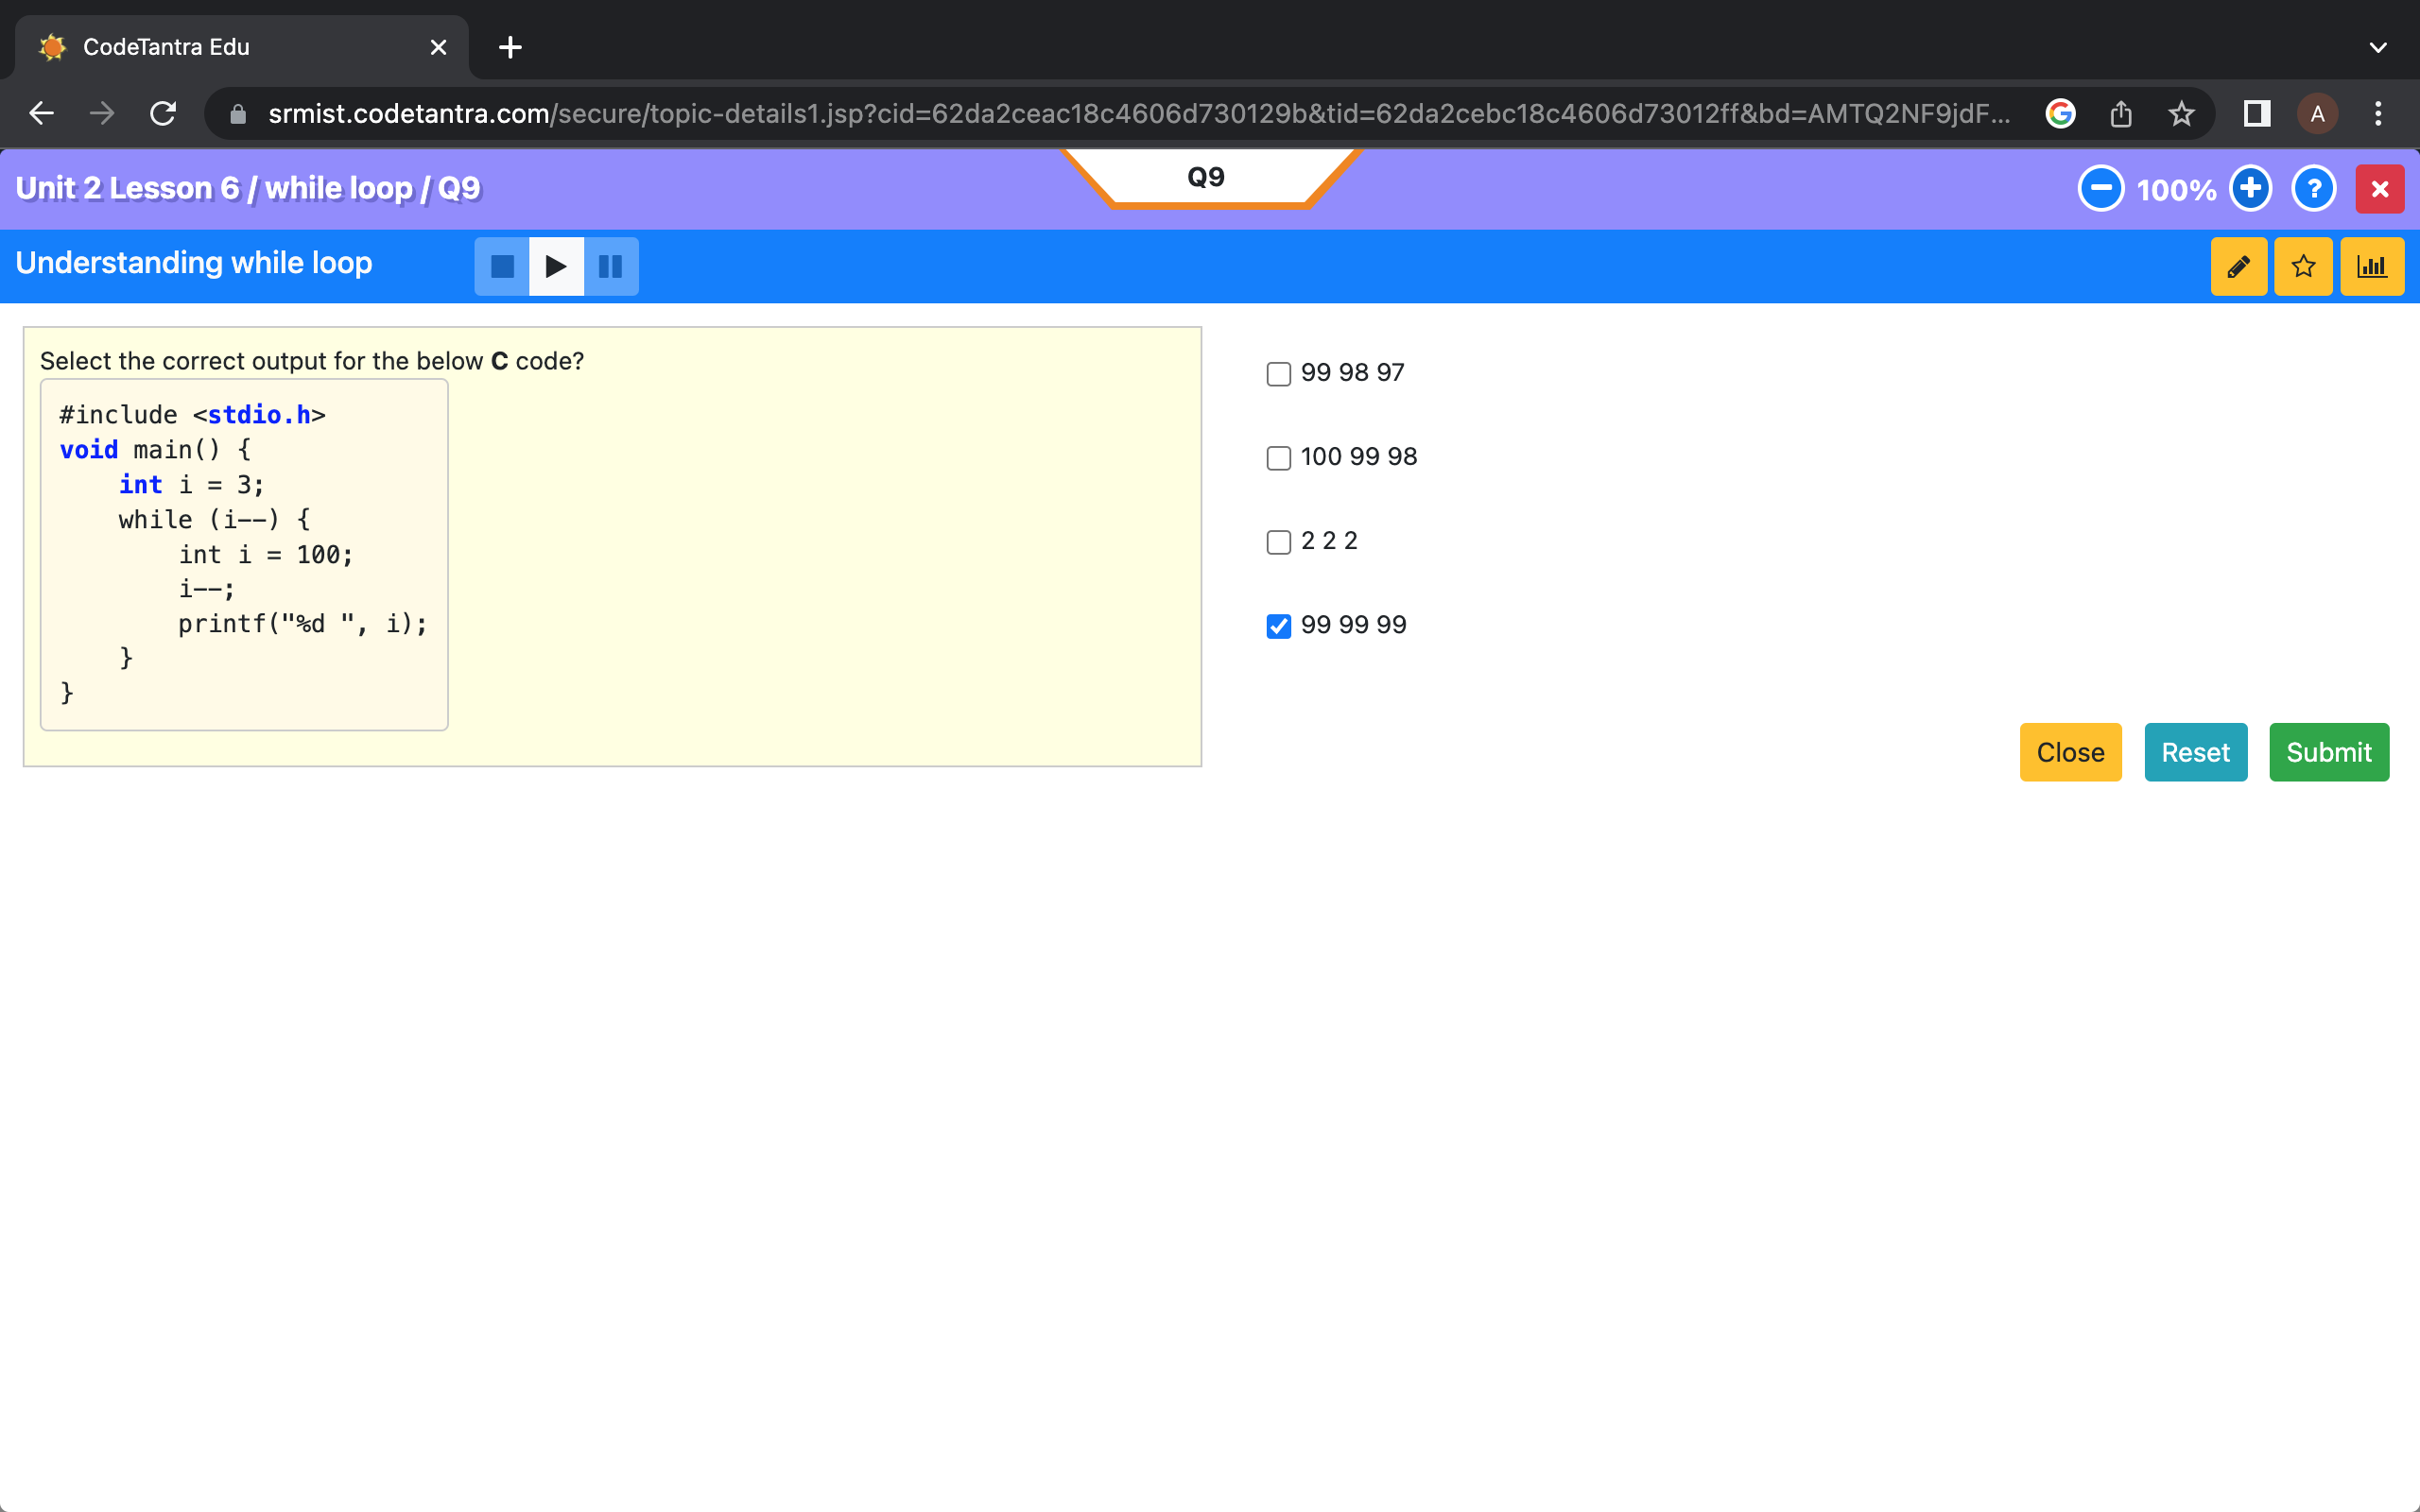 CodeTantra Edu
srmist.codetantra.com/secure/topic-details1.jsp?cid=62da2ceac18c4606d730129b&tid=62da2cebc18c4606d73012ff&bd=AMTQ2NF9jdF...
A
Unit 2 Lesson 6 / while loop / Q9
Q9
100%
?
Understanding while loop
Select the correct output for the below C code?
#include <stdio.h>
void main() {
    int i = 3;
    while (i--) {
        int i = 100;
        i--;
        printf("%d ", i);
    }
}
99 98 97
100 99 98
2 2 2
99 99 99
Close
Reset
Submit